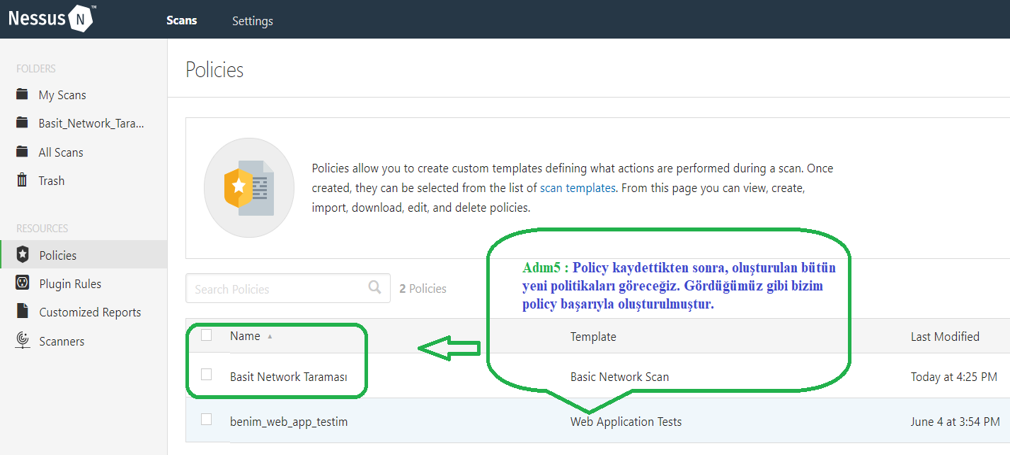 Nessus N ™
Scans
Settings
FOLDERS
My Scans
Basit_Network_Tara...
All Scans
Trash
RESOURCES
Policies
Plugin Rules
Customized Reports
Scanners
Policies
Policies allow you to create custom templates defining what actions are performed during a scan. Once
created, they can be selected from the list of scan templates. From this page you can view, create,
import, download, edit, and delete policies.
Adım5 : Policy kaydettikten sonra, oluşturulan bütün
yeni politikaları göreceğiz. Gördüğümüz gibi bizim
policy başarıyla oluşturulmuştur.
Search Policies
2 Policies
Name Template Last Modified
Basit Network Taraması Basic Network Scan Today at 4:25 PM
benim_web_app_testim Web Application Tests June 4 at 3:54 PM